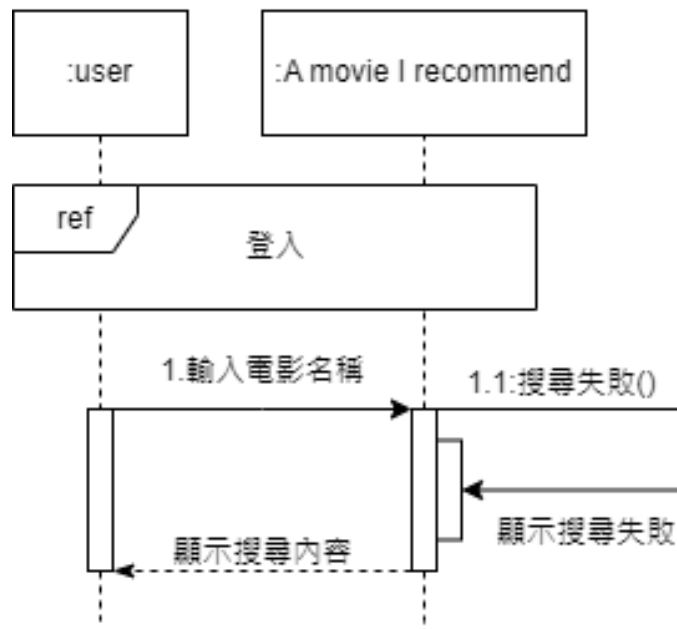 :user
:A movie I recommend
ref
登入
1.輸入電影名稱
1.1:搜尋失敗()
顯示搜尋失敗
顯示搜尋內容